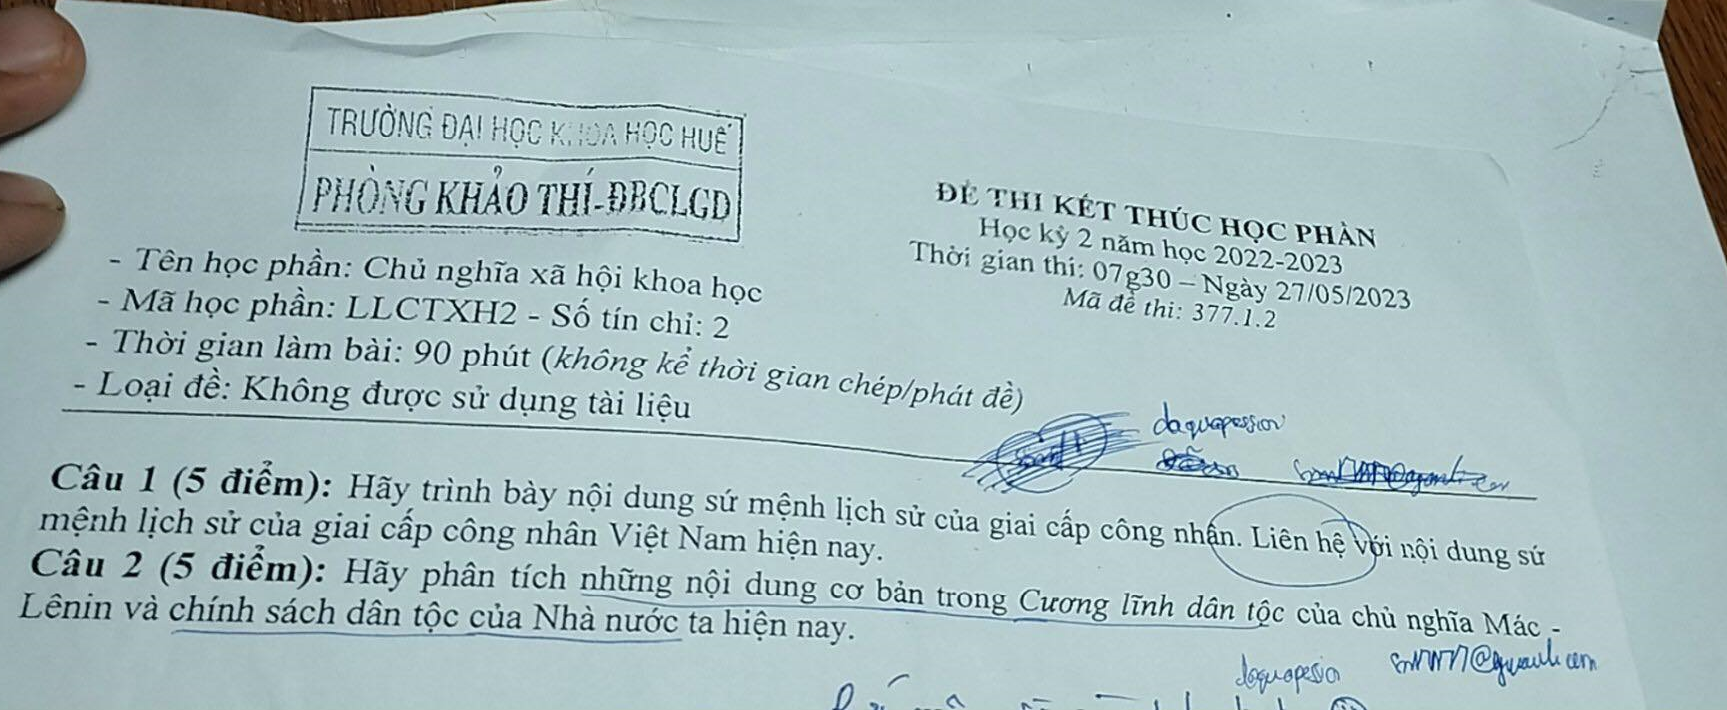 TRƯỜNG ĐẠI HỌC KHOA HỌC HUẾ
PHÒNG KHẢO THÍ-ĐBCLGD
ĐỀ THI KẾT THÚC HỌC PHẦN
Học kỳ 2 năm học 2022-2023
Thời gian thi: 07g30 – Ngày 27/05/2023
Mã đề thi: 377.1.2
- Tên học phần: Chủ nghĩa xã hội khoa học
- Mã học phần: LLCTXH2 - Số tín chỉ: 2
- Thời gian làm bài: 90 phút (không kể thời gian chép/phát đề)
- Loại đề: Không được sử dụng tài liệu
Câu 1 (5 điểm): Hãy trình bày nội dung sứ mệnh lịch sử của giai cấp công nhận. Liên hệ với nội dung sứ
mệnh lịch sử của giai cấp công nhân Việt Nam hiện nay.
Câu 2 (5 điểm): Hãy phân tích những nội dung cơ bản trong Cương lĩnh dân tộc của chủ nghĩa Mác -
Lênin và chính sách dân tộc của Nhà nước ta hiện nay.